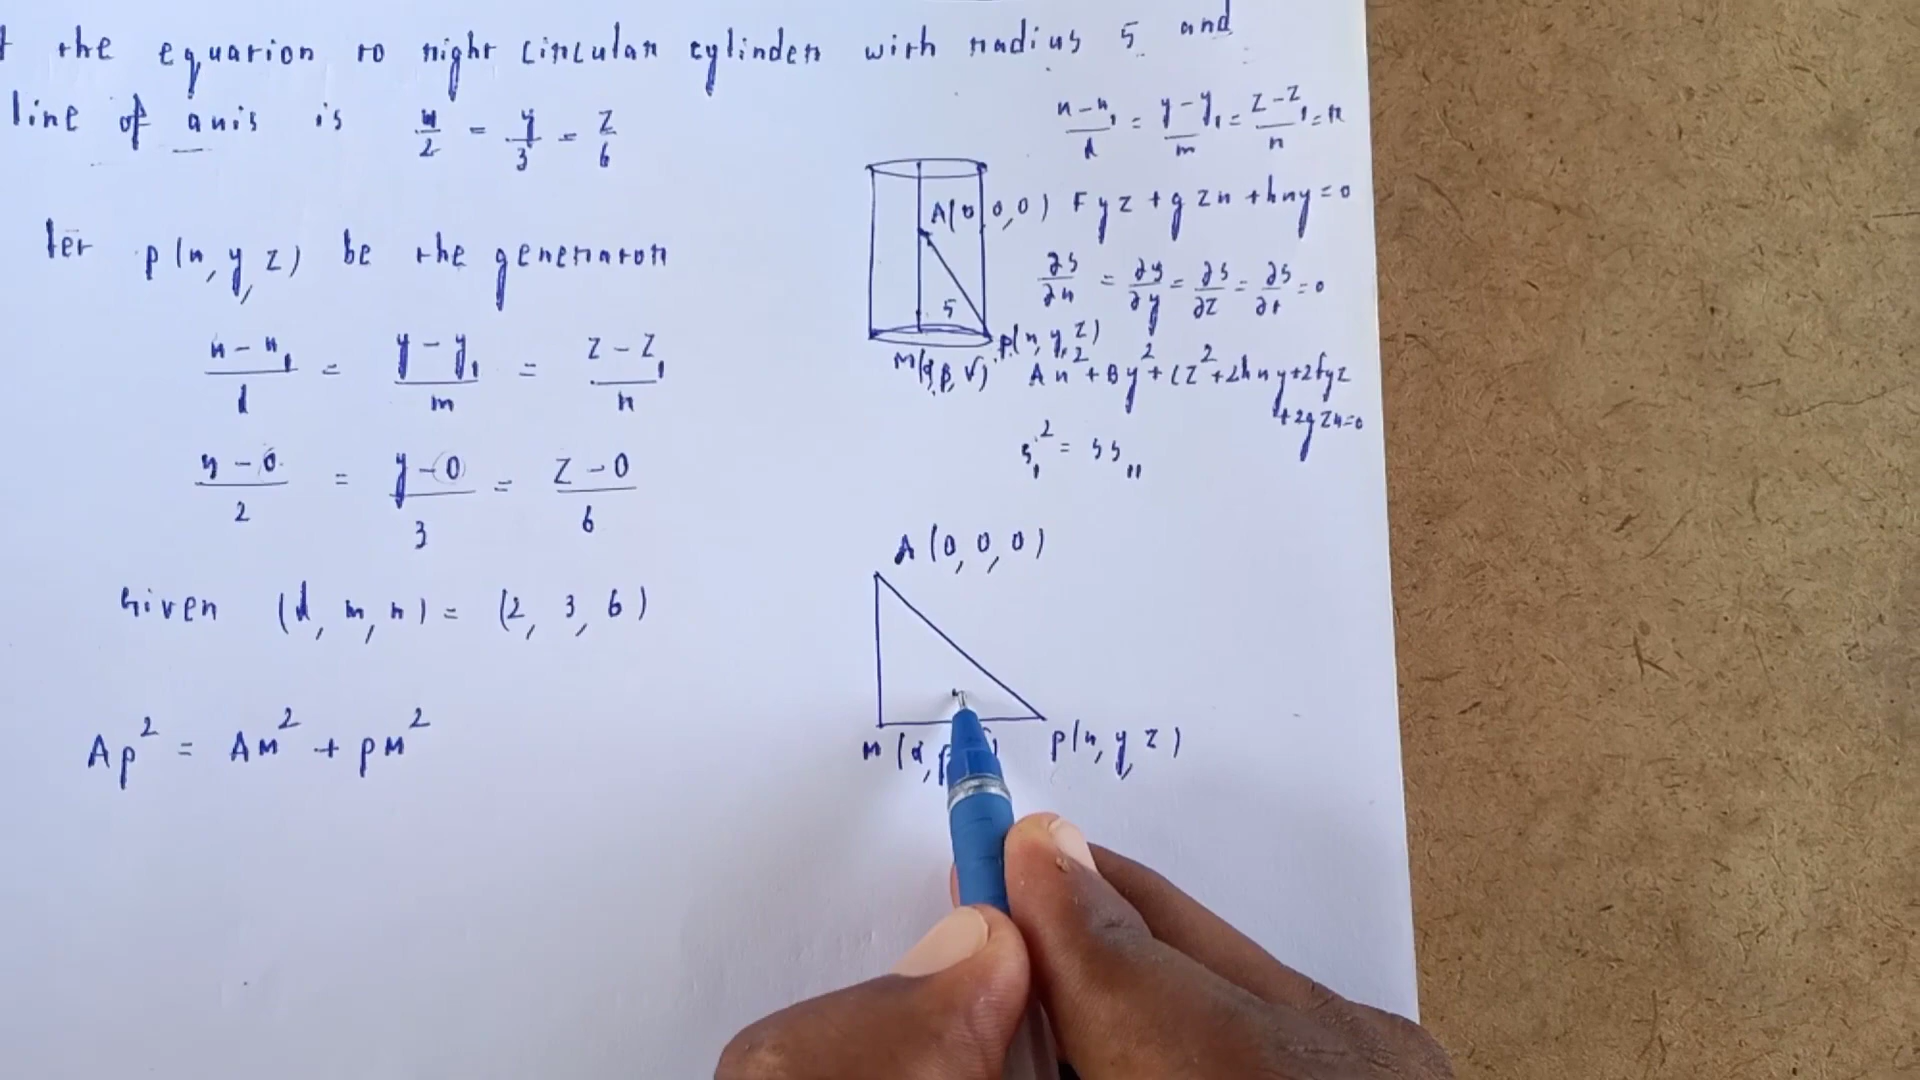 the equation to right circular cylinder with radius 5 and
line of axis is x/2 = y/3 = z/6
let P(x, y, z) be the generator
(x - x₁)/l = (y - y₁)/m = (z - z₁)/n
(x - 0)/2 = (y - 0)/3 = (z - 0)/6
Given (l, m, n) = (2, 3, 6)
AP² = AM² + PM²
(x - x₁)/l = (y - y₁)/m = (z - z₁)/n = r
A(0, 0, 0) Fyz + gzx + hxy = 0
∂s/∂x = ∂y/∂y = ∂s/∂z = ∂s/∂t = 0
5
P(x, y, z)
M(α, β, γ) Ax² + By² + Cz² + 2hxy + 2fyz
+ 2gzx = 0
s₁² = ss₁₁
A(0, 0, 0)
M(α, P(x, y, z)